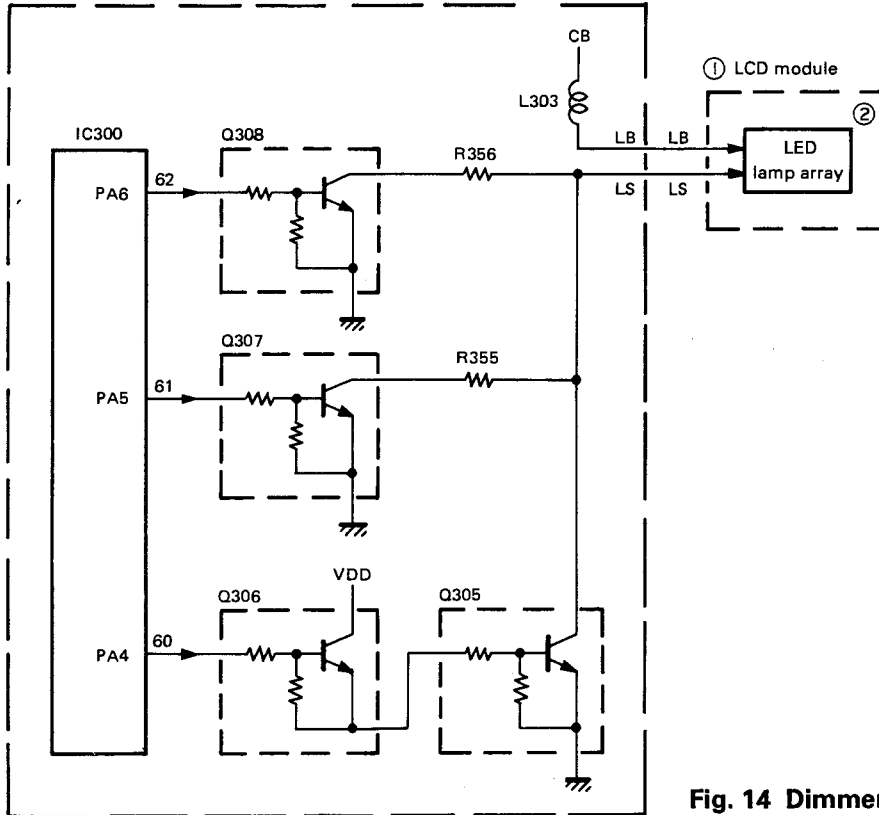 CB
① LCD module
L303
②
IC300
Q308
LB
LB
LED
lamp array
R356
PA6
62
LS
LS
Q307
R355
PA5
61
VDD
Q306
Q305
PA4
60
Fig. 14 Dimmer